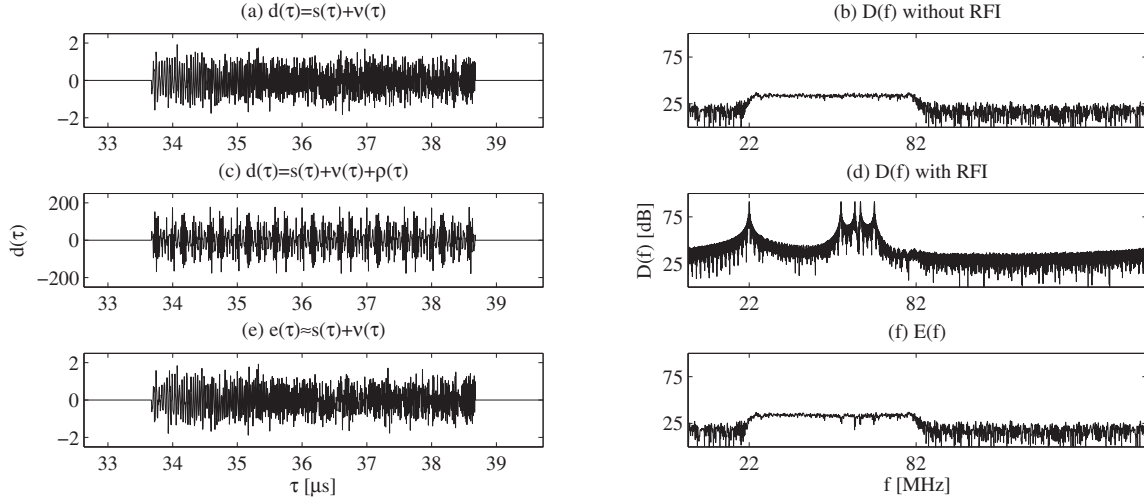 (a) d(τ)=s(τ)+ν(τ)
2
0
−2
33 34 35 36 37 38 39
(b) D(f) without RFI
75
25
22 82
(c) d(τ)=s(τ)+ν(τ)+ρ(τ)
d(τ)
200
0
−200
33 34 35 36 37 38 39
(d) D(f) with RFI
D(f) [dB]
75
25
22 82
(e) e(τ)≈s(τ)+ν(τ)
2
0
−2
33 34 35 36 37 38 39
τ [μs]
(f) E(f)
75
25
22 82
f [MHz]